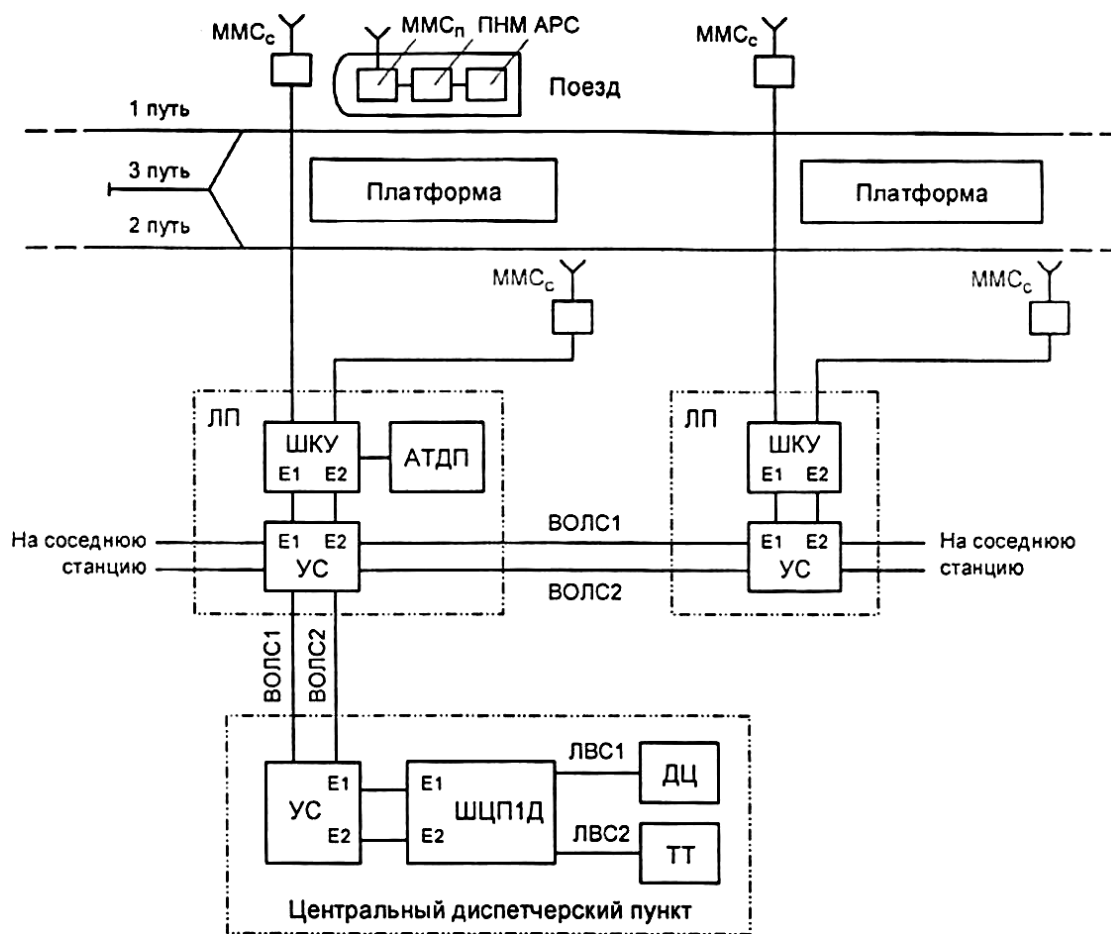 ММСс
ММСп
ПНМ АРС
ММСс
Поезд
1 путь
3 путь
Платформа
Платформа
2 путь
ММСс
ММСс
ЛП
ШКУ
Е1 Е2
АТДП
ЛП
ШКУ
Е1 Е2
На соседнюю
станцию
Е1 Е2
УС
ВОЛС1
ВОЛС2
Е1 Е2
УС
На соседнюю
станцию
ВОЛС1
ВОЛС2
УС
Е1
Е2
Е1
ШЦП1Д
Е2
ЛВС1
ДЦ
ЛВС2
ТТ
Центральный диспетчерский пункт